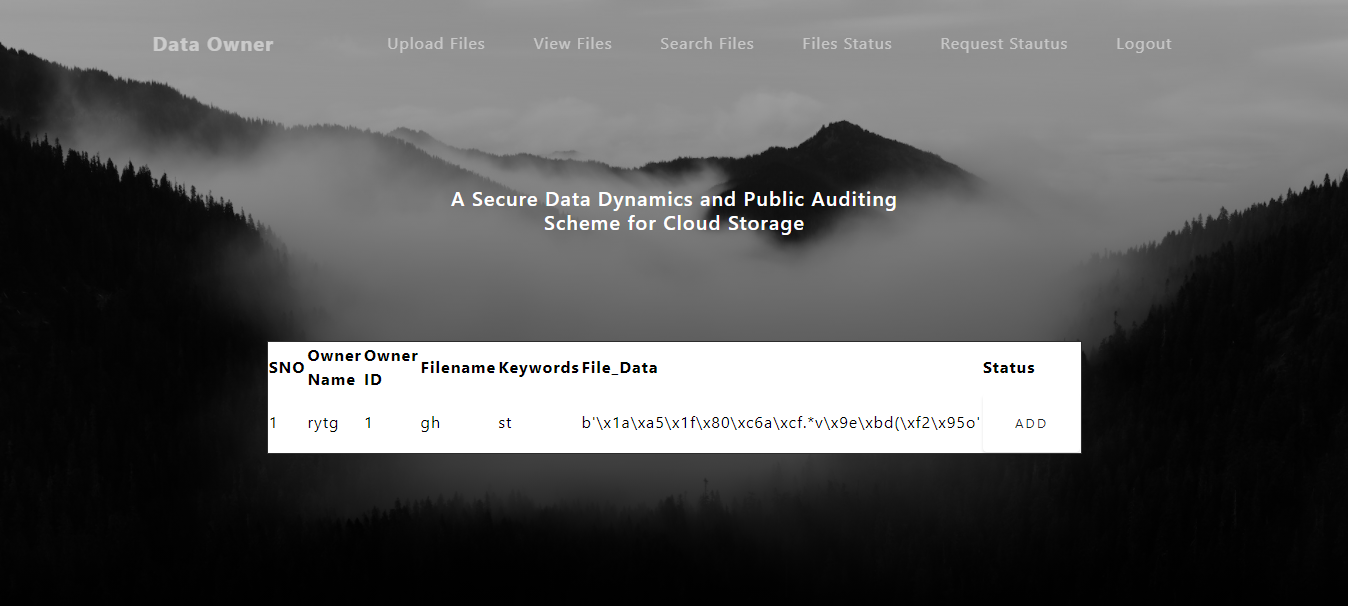 Data Owner Upload Files View Files Search Files Files Status Request Stautus Logout
A Secure Data Dynamics and Public Auditing
Scheme for Cloud Storage
SNO Owner Name Owner ID Filename Keywords File_Data Status
1 rytg 1 gh st b'\x1a\xa5\x1f\x80\xc6a\xcf.*v\x9e\xbd(\xf2\x95o' ADD